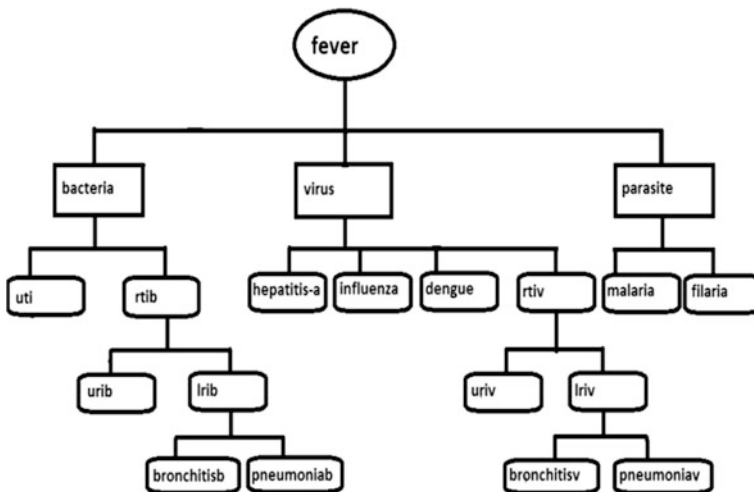 fever
bacteria
virus
parasite
uti
rtib
hepatitis-a
influenza
dengue
rtiv
malaria
filaria
urib
lrib
uriv
lriv
bronchitisb
pneumoniab
bronchitisv
pneumoniav